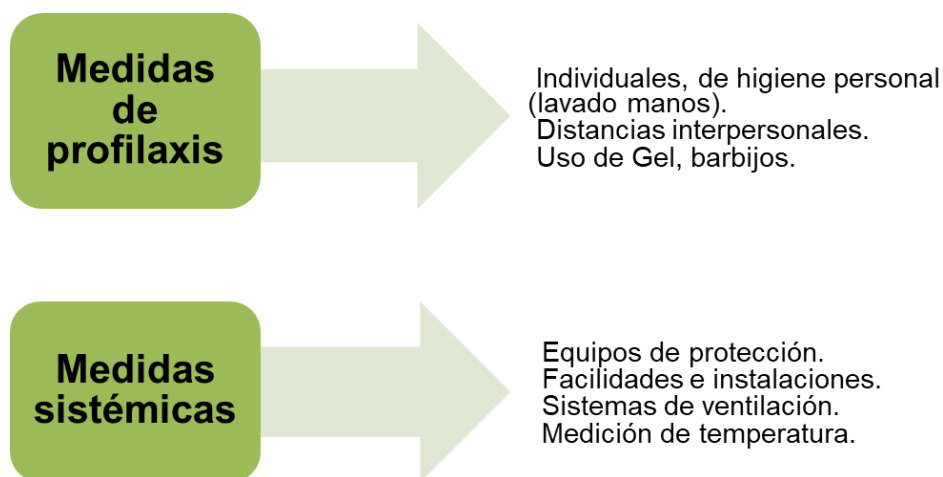 Medidas
de
profilaxis
Individuales, de higiene personal
(lavado manos).
Distancias interpersonales.
Uso de Gel, barbijos.
Medidas
sistémicas
Equipos de protección.
Facilidades e instalaciones.
Sistemas de ventilación.
Medición de temperatura.